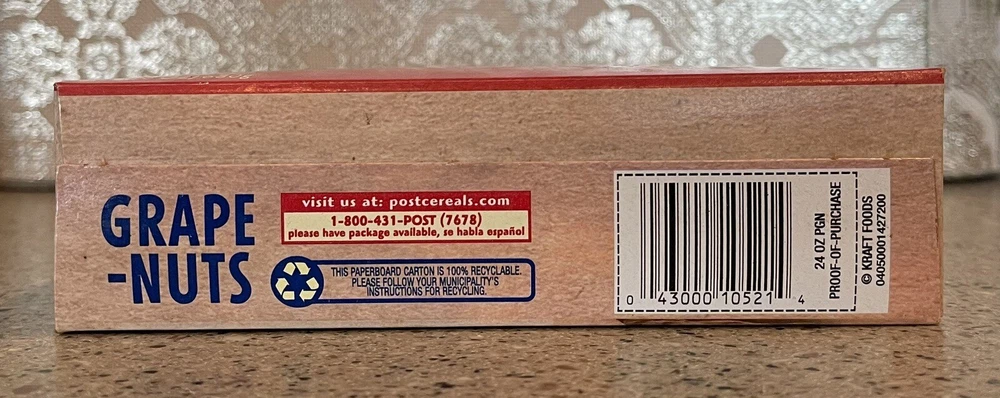 GRAPE
-NUTS
visit us at: postcereals.com
1-800-431-POST (7678)
please have package available, se habla español
THIS PAPERBOARD CARTON IS 100% RECYCLABLE.
PLEASE FOLLOW YOUR MUNICIPALITY'S
INSTRUCTIONS FOR RECYCLING.
0 43000 10521 4
24 OZ PGN
PROOF-OF-PURCHASE
© KRAFT FOODS
04050001427200